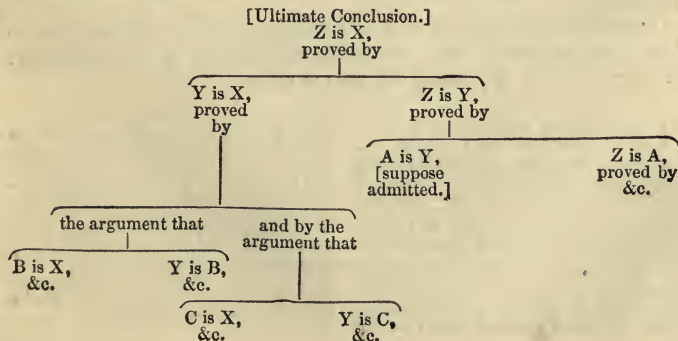 [Ultimate Conclusion.]
Z is X,
proved by
Y is X,
proved
by
Z is Y,
proved by
A is Y,
[suppose
admitted.]
Z is A,
proved by
&c.
the argument that
and by the
argument that
B is X,
&c.
Y is B,
&c.
C is X,
&c.
Y is C,
&c.